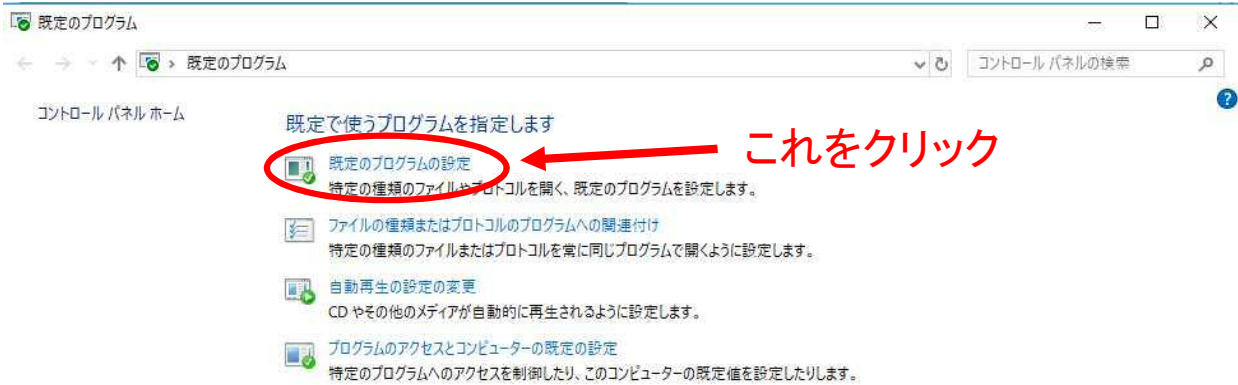 既定のプログラム
既定のプログラム
コントロール パネルの検索
コントロール パネル ホーム
既定で使うプログラムを指定します
既定のプログラムの設定
これをクリック
特定の種類のファイルやプロトコルを開く、既定のプログラムを設定します。
ファイルの種類またはプロトコルのプログラムへの関連付け
特定の種類のファイルまたはプロトコルを常に同じプログラムで開くように設定します。
自動再生の設定の変更
CD やその他のメディアが自動的に再生されるように設定します。
プログラムのアクセスとコンピューターの既定の設定
特定のプログラムへのアクセスを制御したり、このコンピューターの既定値を設定したりします。